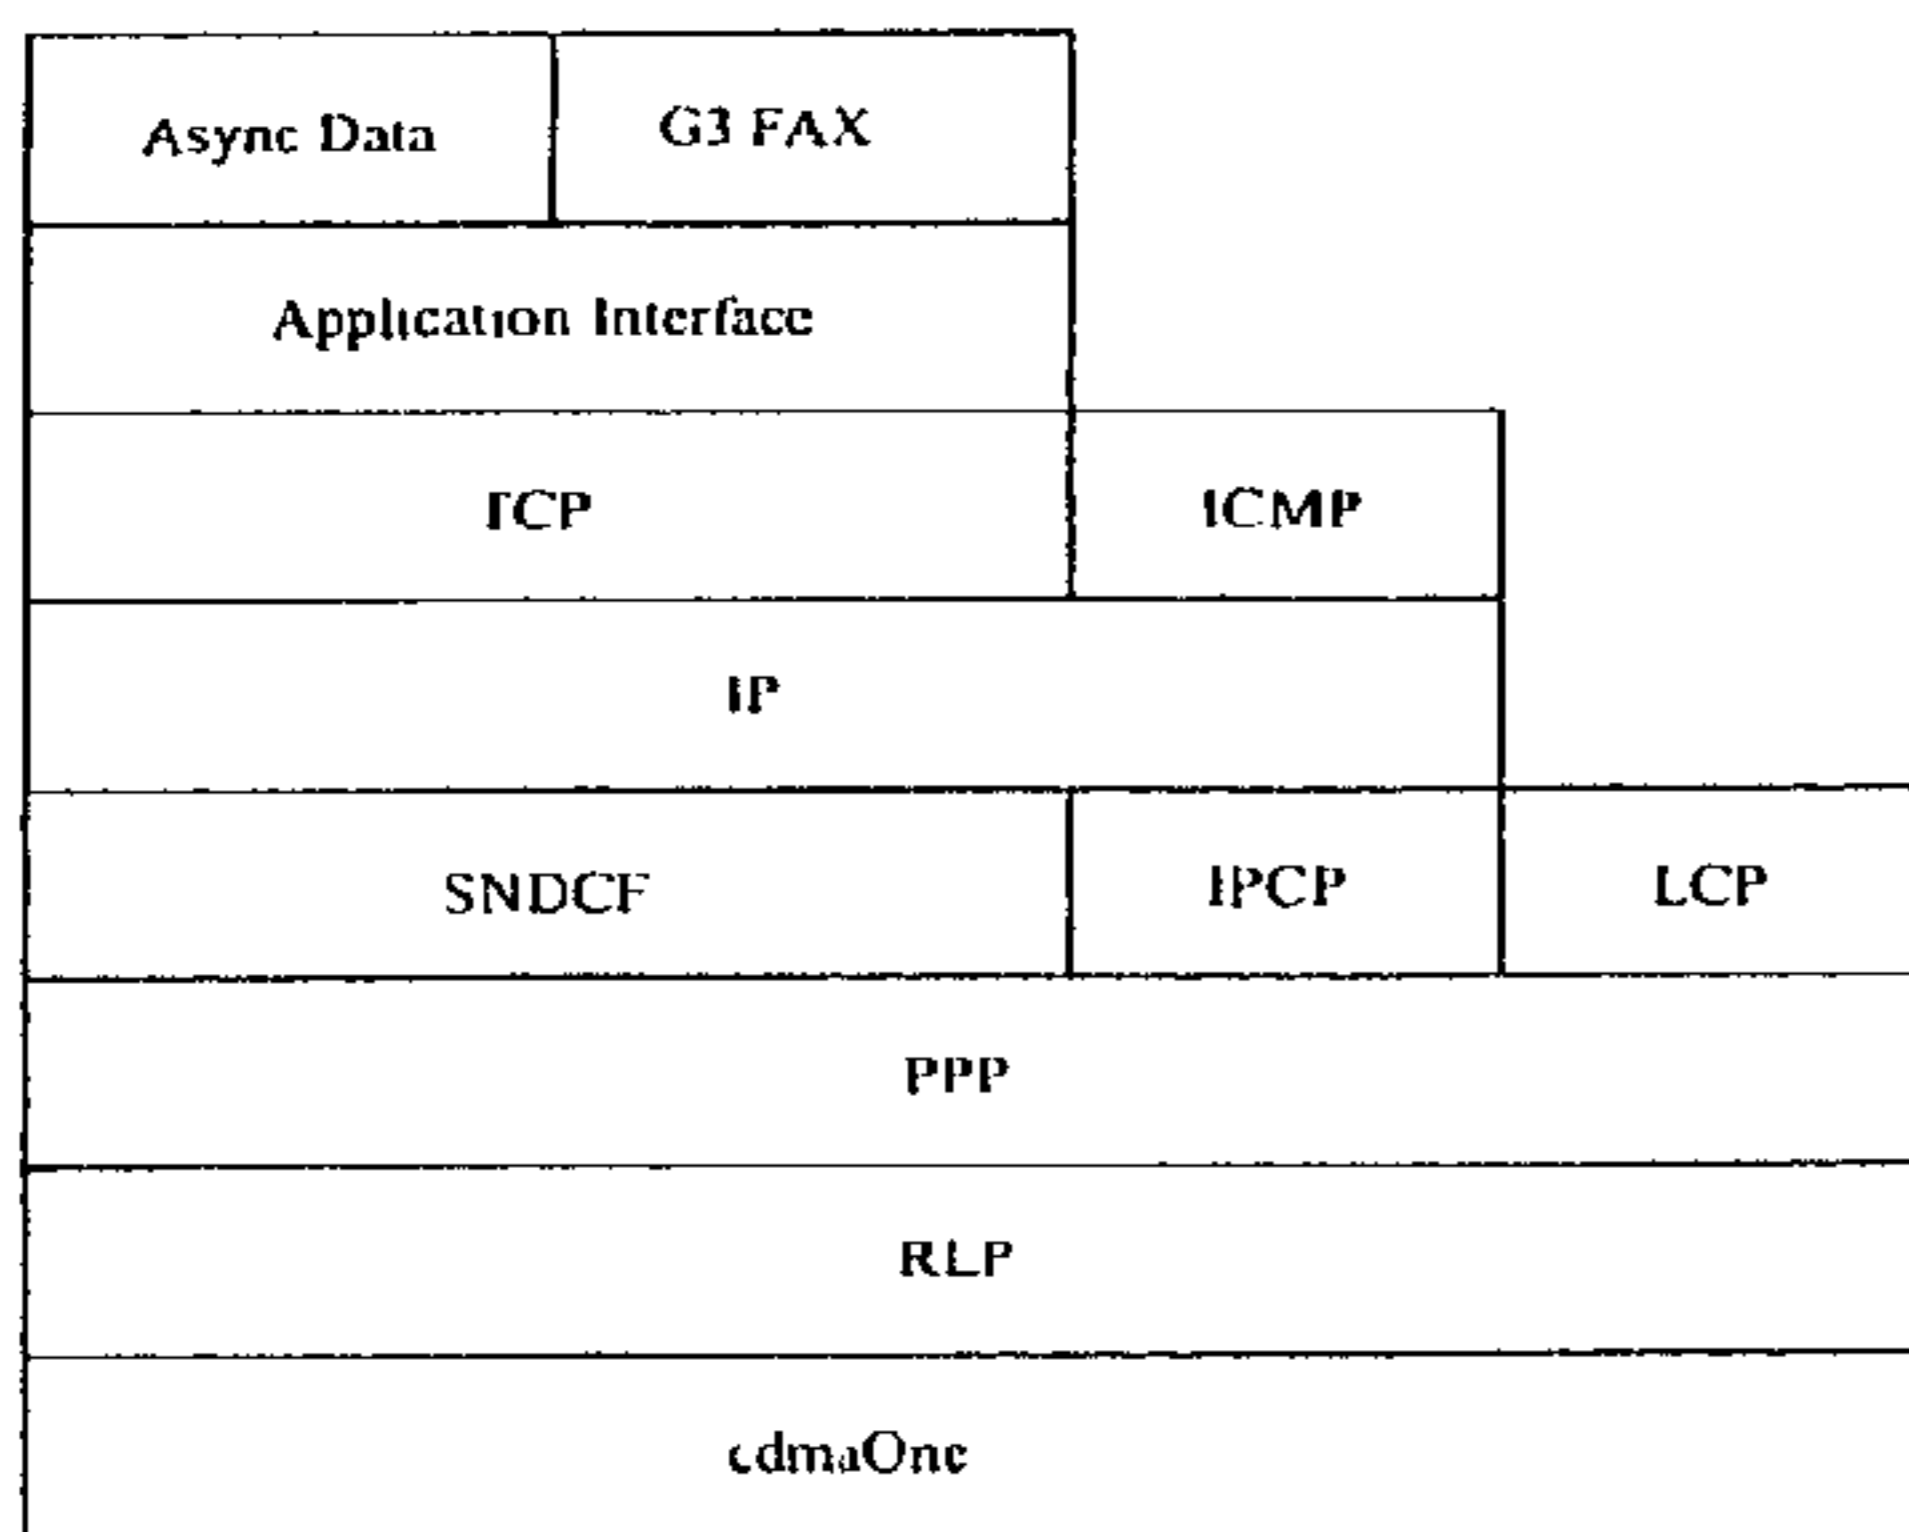 Async Data
G3 FAX
Application Interface
TCP
ICMP
IP
SNDCF
IPCP
LCP
PPP
RLP
cdmaOne